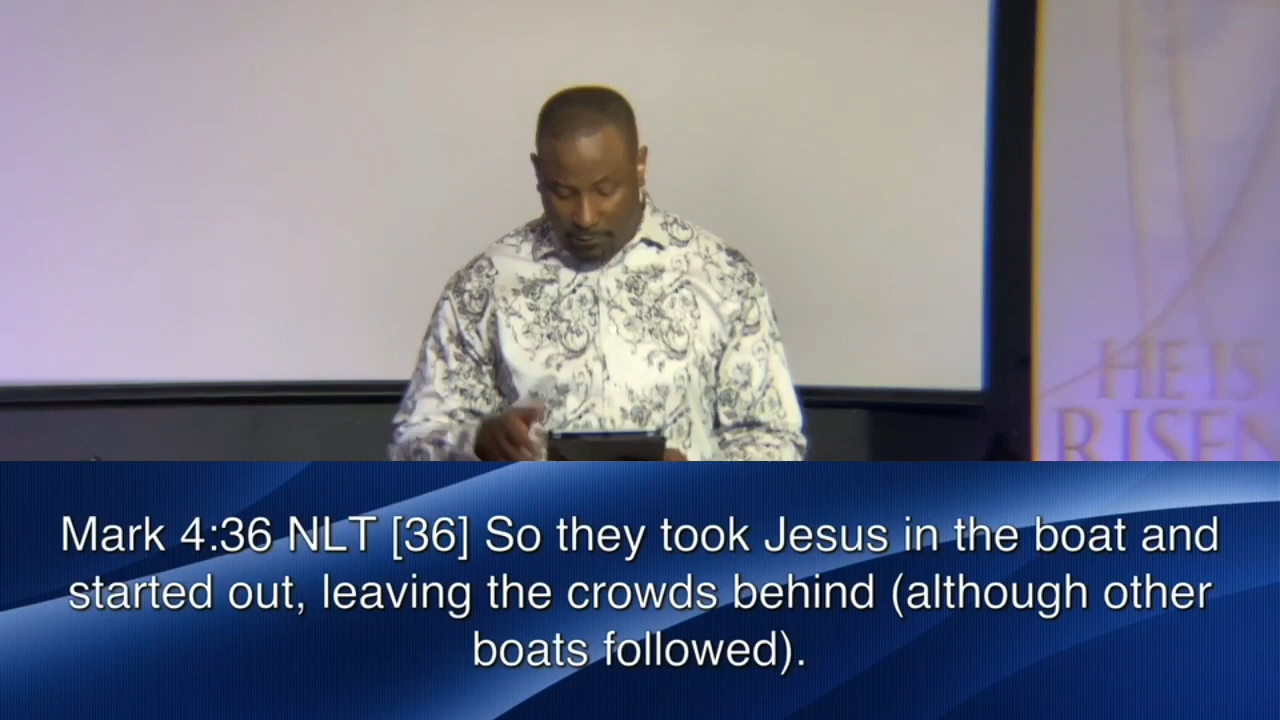 HE IS
RISEN
Mark 4:36 NLT [36] So they took Jesus in the boat and
started out, leaving the crowds behind (although other
boats followed).